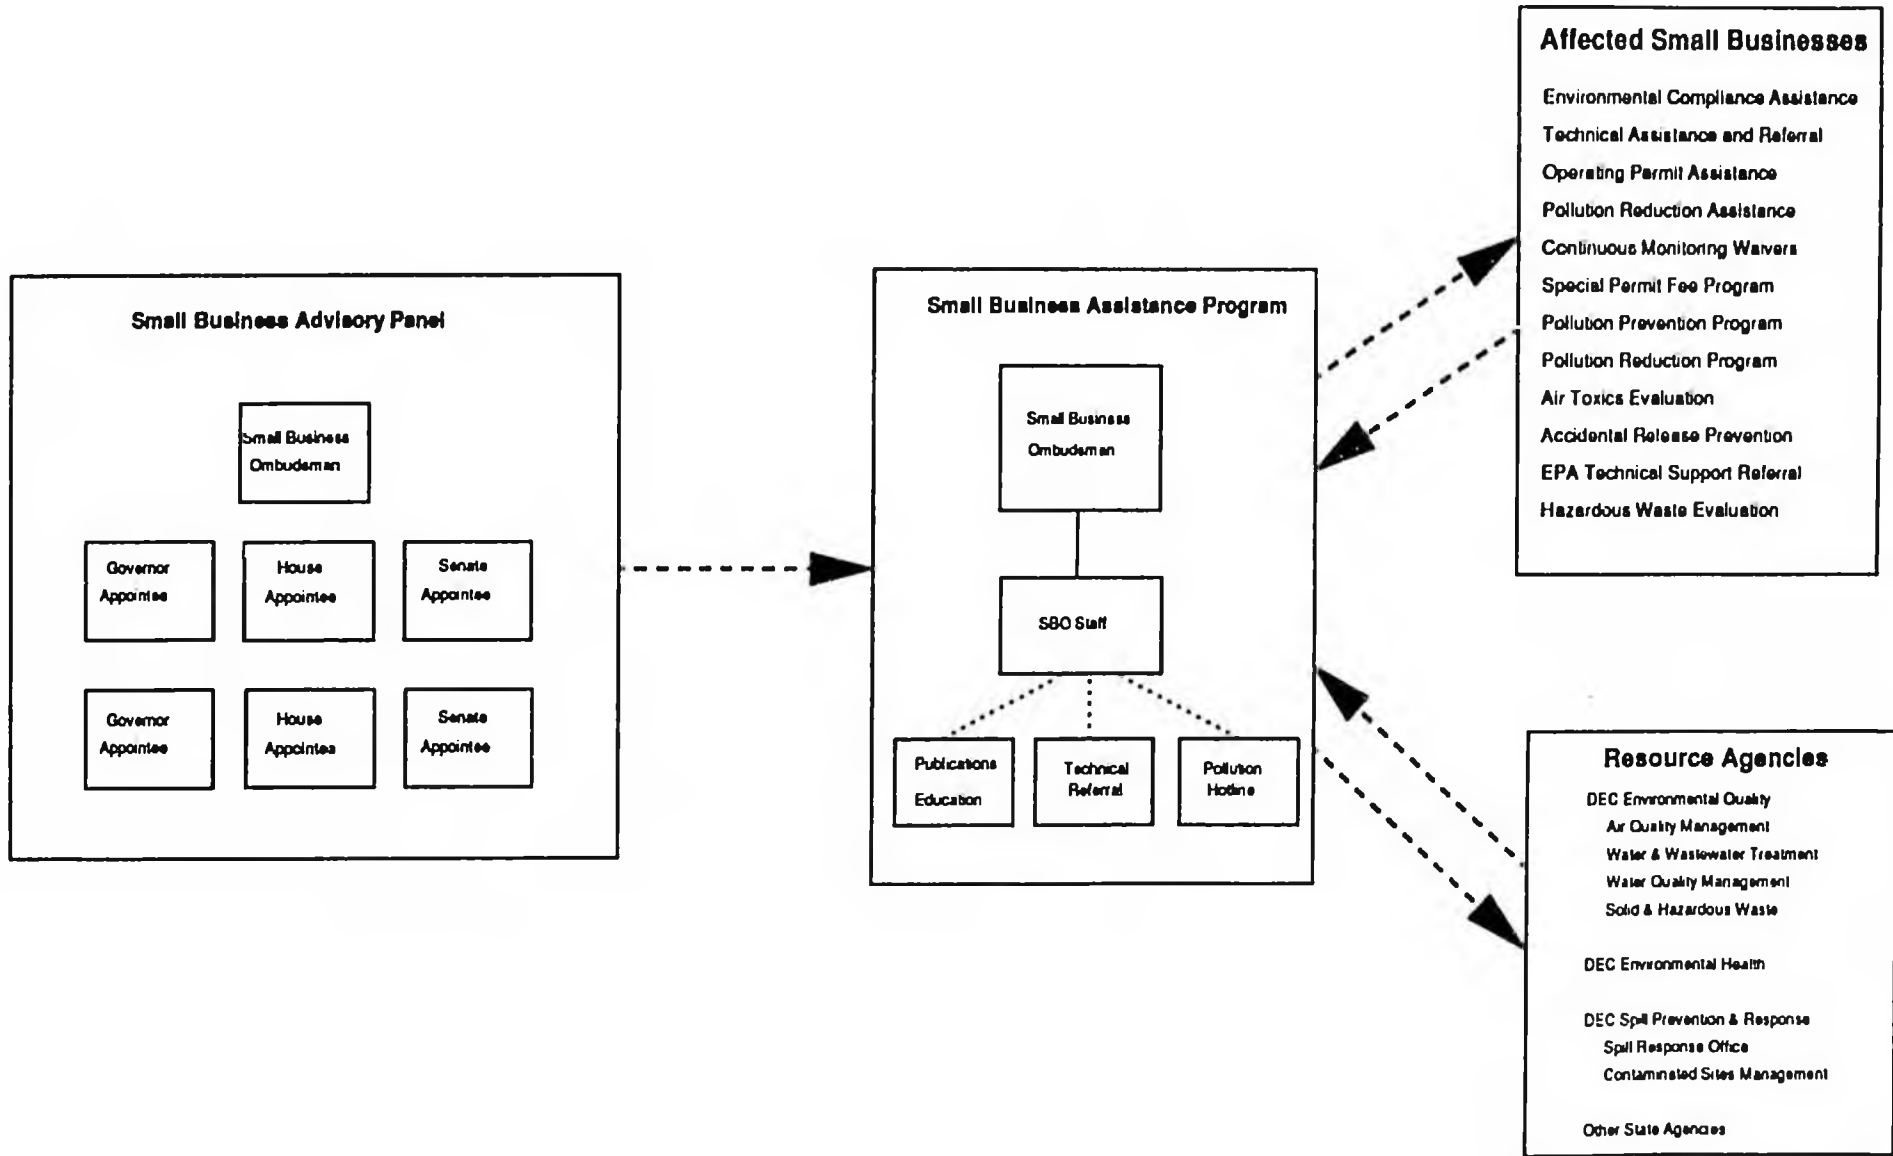 Small Business Advisory Panel
Small Business
Ombudsman
Governor
Appointee
House
Appointee
Senate
Appointee
Governor
Appointee
House
Appointee
Senate
Appointee
Small Business Assistance Program
Small Business
Ombudsman
SBO Staff
Publications
Education
Technical
Referral
Pollution
Hotline
Affected Small Businesses
Environmental Compliance Assistance
Technical Assistance and Referral
Operating Permit Assistance
Pollution Reduction Assistance
Continuous Monitoring Waivers
Special Permit Fee Program
Pollution Prevention Program
Pollution Reduction Program
Air Toxics Evaluation
Accidental Release Prevention
EPA Technical Support Referral
Hazardous Waste Evaluation
Resource Agencies
DEC Environmental Quality
Air Quality Management
Water & Wastewater Treatment
Water Quality Management
Solid & Hazardous Waste
DEC Environmental Health
DEC Spill Prevention & Response
Spill Response Office
Contaminated Sites Management
Other State Agencies